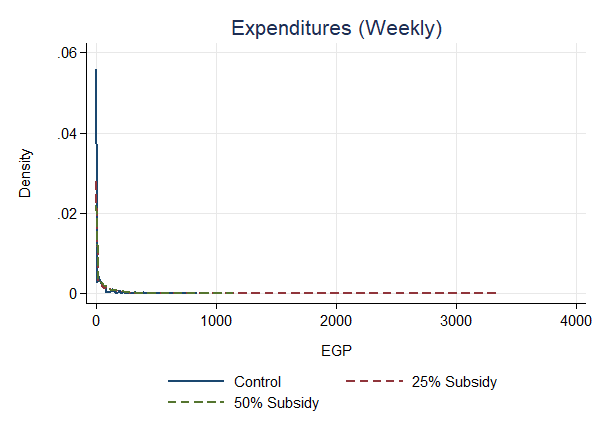 Expenditures (Weekly)
.06
.04
.02
0
Density
0 1000 2000 3000 4000
EGP
Control 25% Subsidy
50% Subsidy